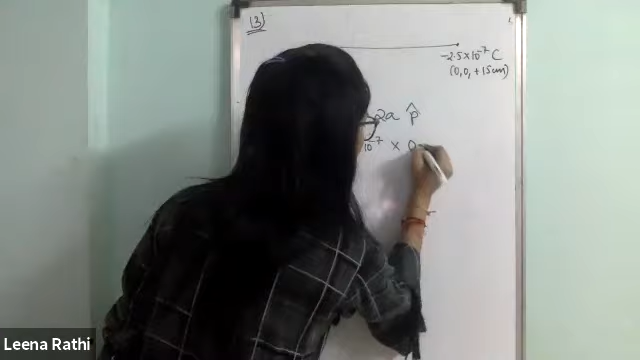 (3)
-2.5×10⁻⁷ C
(0,0,+15cm)
2a p̂
10⁻⁷ × 0
Leena Rathi